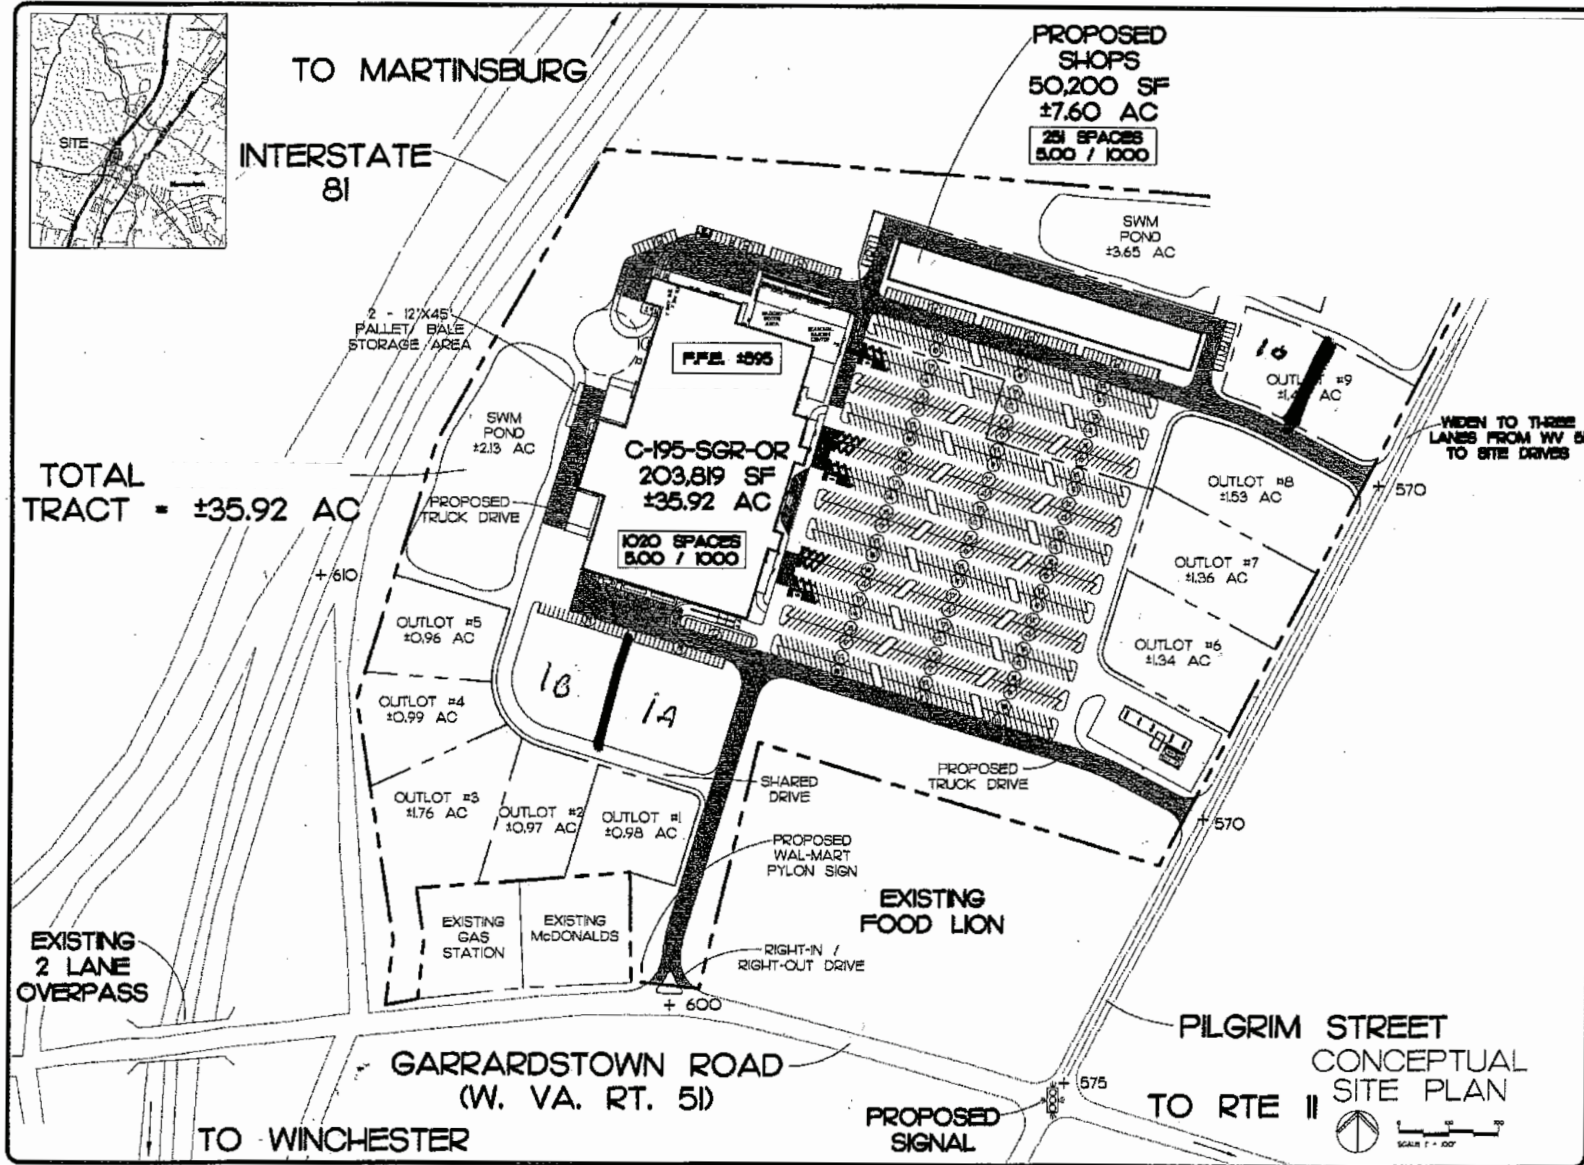 TO MARTINSBURG
INTERSTATE
81
SITE
PROPOSED
SHOPS
50,200 SF
±7.60 AC
251 SPACES
5.00 / 1000
SWM
POND
±3.65 AC
2 - 12'X45'
PALLET/ BALE
STORAGE AREA
F.F.E. ±595
C-195-SGR-OR
203,819 SF
±35.92 AC
1020 SPACES
5.00 / 1000
SWM
POND
±2.13 AC
PROPOSED
TRUCK DRIVE
TOTAL
TRACT = ±35.92 AC
+ 610
OUTLOT #9
AC
WIDEN TO THREE
LANES FROM WV 51
TO SITE DRIVES
+ 570
OUTLOT #8
±1.53 AC
OUTLOT #7
±1.36 AC
OUTLOT #6
±1.34 AC
OUTLOT #5
±0.96 AC
OUTLOT #4
±0.99 AC
OUTLOT #3
±1.76 AC
OUTLOT #2
±0.97 AC
OUTLOT #1
±0.98 AC
1B
1A
SHARED
DRIVE
PROPOSED
TRUCK DRIVE
+ 570
PROPOSED
WAL-MART
PYLON SIGN
EXISTING
FOOD LION
EXISTING
GAS
STATION
EXISTING
McDONALDS
RIGHT-IN /
RIGHT-OUT DRIVE
+ 600
EXISTING
2 LANE
OVERPASS
GARRARDSTOWN ROAD
(W. VA. RT. 51)
TO WINCHESTER
PILGRIM STREET
+ 575
PROPOSED
SIGNAL
TO RTE 11
CONCEPTUAL
SITE PLAN